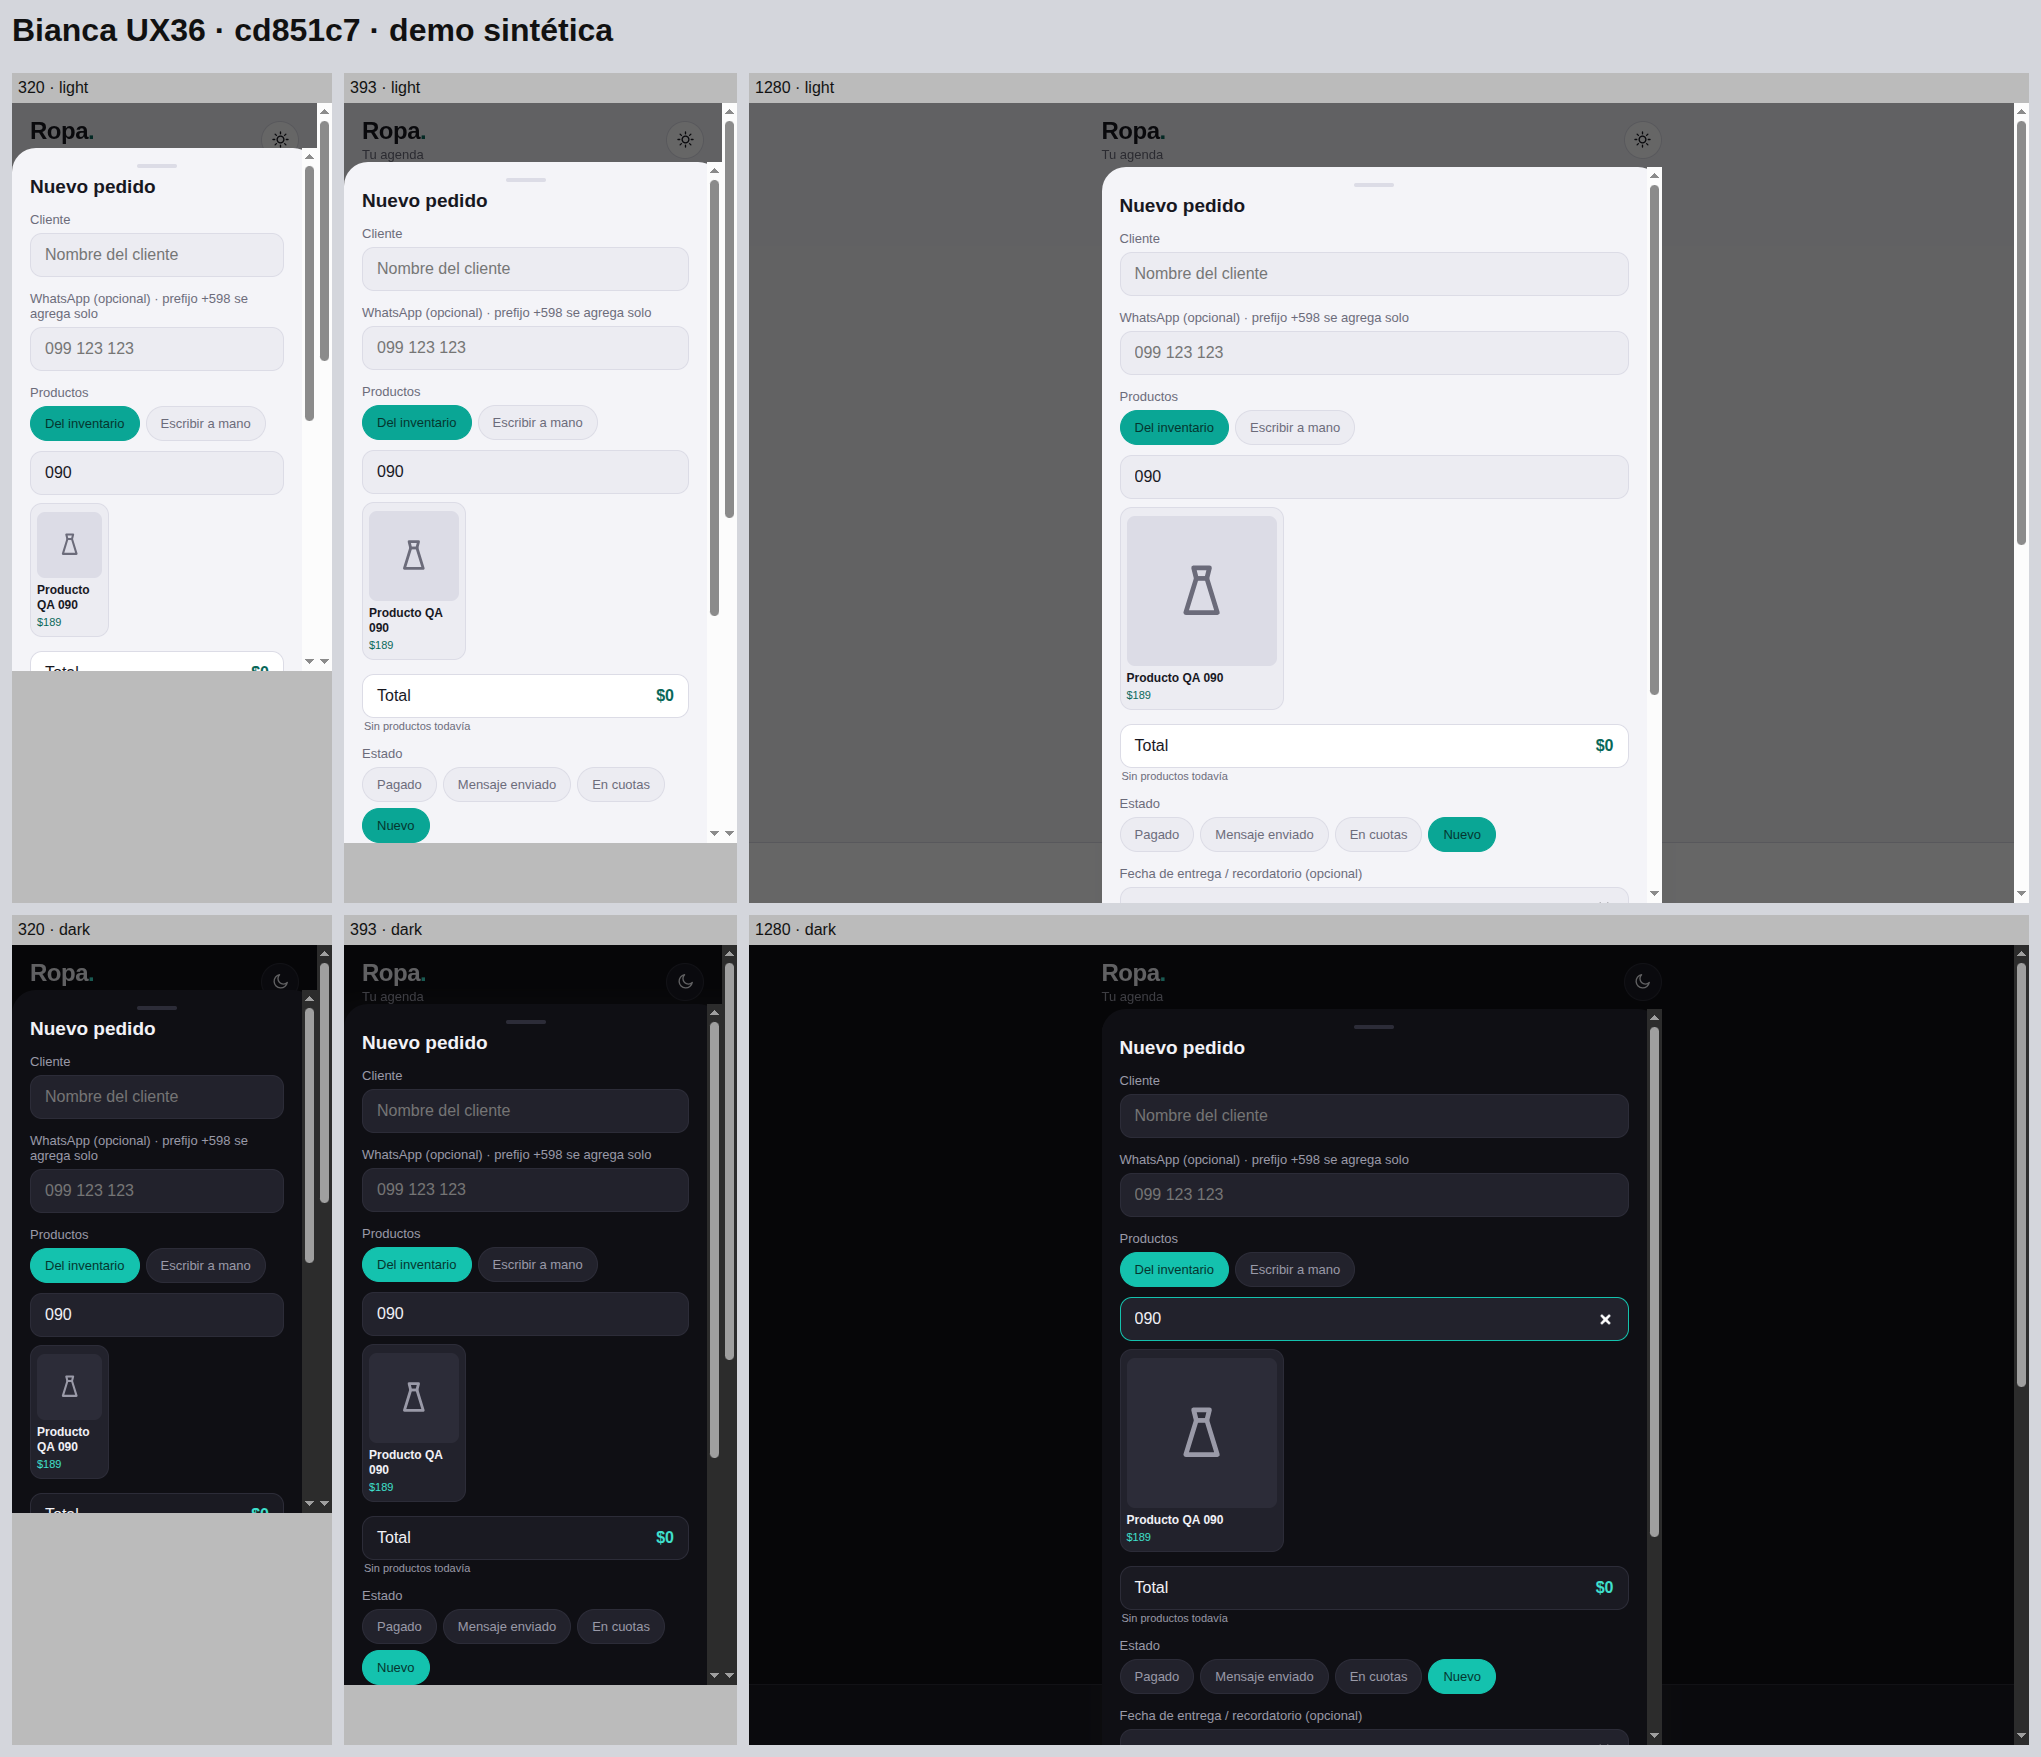 Bianca UX36 · cd851c7 · demo sintética
320 · light
Ropa.
Nuevo pedido
Cliente
Nombre del cliente
WhatsApp (opcional) · prefijo +598 se
agrega solo
099 123 123
Productos
Del inventario
Escribir a mano
090
Producto
QA 090
$189
Total $0
393 · light
Ropa.
Tu agenda
Nuevo pedido
Cliente
Nombre del cliente
WhatsApp (opcional) · prefijo +598 se agrega solo
099 123 123
Productos
Del inventario
Escribir a mano
090
Producto QA
090
$189
Total $0
Sin productos todavía
Estado
Pagado
Mensaje enviado
En cuotas
Nuevo
1280 · light
Ropa.
Tu agenda
Nuevo pedido
Cliente
Nombre del cliente
WhatsApp (opcional) · prefijo +598 se agrega solo
099 123 123
Productos
Del inventario
Escribir a mano
090
Producto QA 090
$189
Total $0
Sin productos todavía
Estado
Pagado
Mensaje enviado
En cuotas
Nuevo
Fecha de entrega / recordatorio (opcional)
320 · dark
Ropa.
Nuevo pedido
Cliente
Nombre del cliente
WhatsApp (opcional) · prefijo +598 se
agrega solo
099 123 123
Productos
Del inventario
Escribir a mano
090
Producto
QA 090
$189
Total $0
393 · dark
Ropa.
Tu agenda
Nuevo pedido
Cliente
Nombre del cliente
WhatsApp (opcional) · prefijo +598 se agrega solo
099 123 123
Productos
Del inventario
Escribir a mano
090
Producto QA
090
$189
Total $0
Sin productos todavía
Estado
Pagado
Mensaje enviado
En cuotas
Nuevo
1280 · dark
Ropa.
Tu agenda
Nuevo pedido
Cliente
Nombre del cliente
WhatsApp (opcional) · prefijo +598 se agrega solo
099 123 123
Productos
Del inventario
Escribir a mano
090
Producto QA 090
$189
Total $0
Sin productos todavía
Estado
Pagado
Mensaje enviado
En cuotas
Nuevo
Fecha de entrega / recordatorio (opcional)